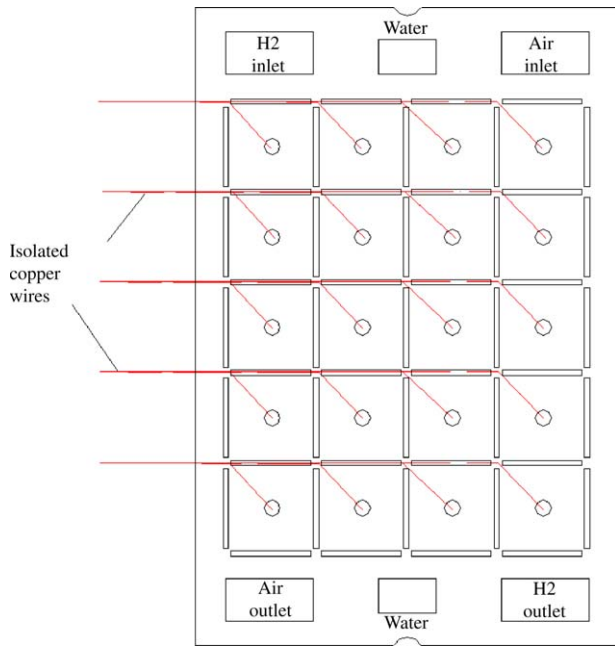 Water
H2
inlet
Air
inlet
Isolated
copper
wires
Air
outlet
H2
outlet
Water